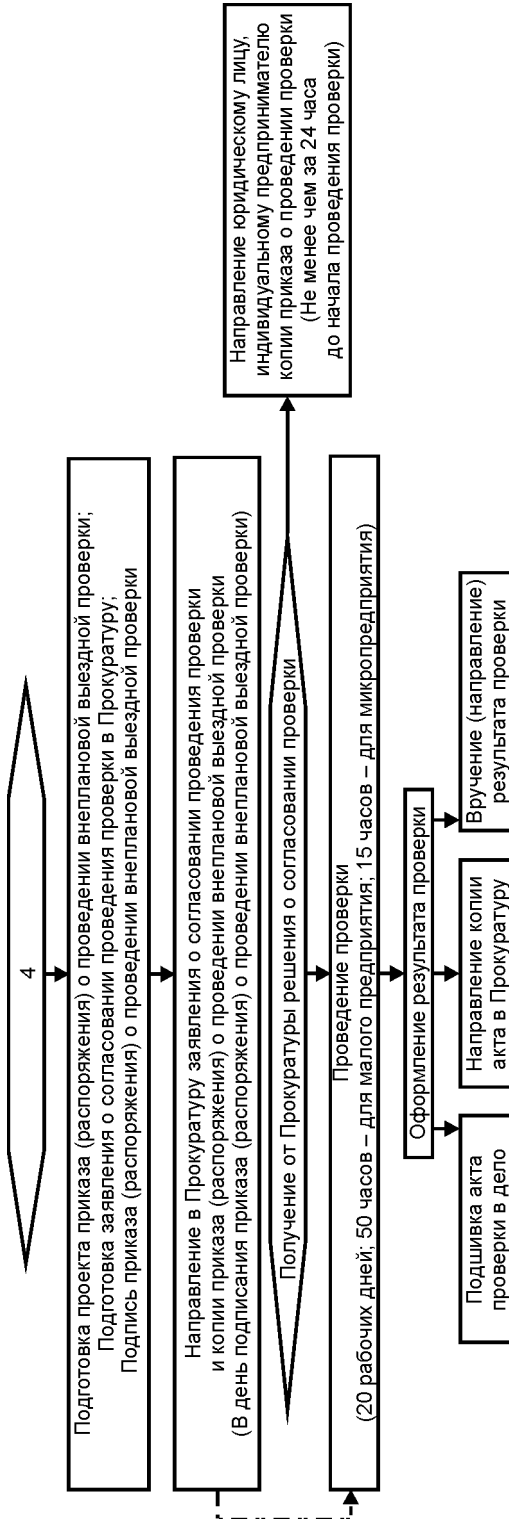 4
Подготовка проекта приказа (распоряжения) о проведении внеплановой выездной проверки;
Подготовка заявления о согласовании проведения проверки в Прокуратуру;
Подпись приказа (распоряжения) о проведении внеплановой выездной проверки
Направление в Прокуратуру заявления о согласовании проведения проверки
и копии приказа (распоряжения) о проведении внеплановой выездной проверки
(В день подписания приказа (распоряжения) о проведении внеплановой выездной проверки)
Получение от Прокуратуры решения о согласовании проверки
Направление юридическому лицу,
индивидуальному предпринимателю
копии приказа о проведении проверки
(Не менее чем за 24 часа
до начала проведения проверки)
Проведение проверки
(20 рабочих дней; 50 часов – для малого предприятия; 15 часов – для микропредприятия)
Оформление результата проверки
Подшивка акта
проверки в дело
Направление копии
акта в Прокуратуру
Вручение (направление)
результата проверки